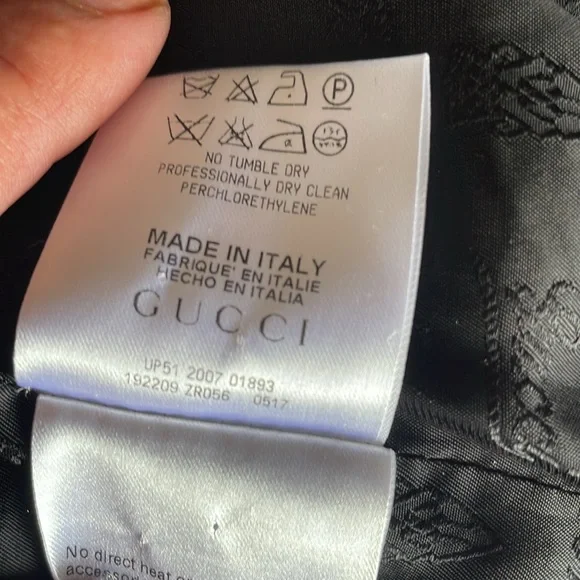 P
NO TUMBLE DRY
PROFESSIONALLY DRY CLEAN
PERCHLORETHYLENE
MADE IN ITALY
FABRIQUE' EN ITALIE
HECHO EN ITALIA
GUCCI
UP51 2007 01893
192209 ZR056 0517
No direct heat